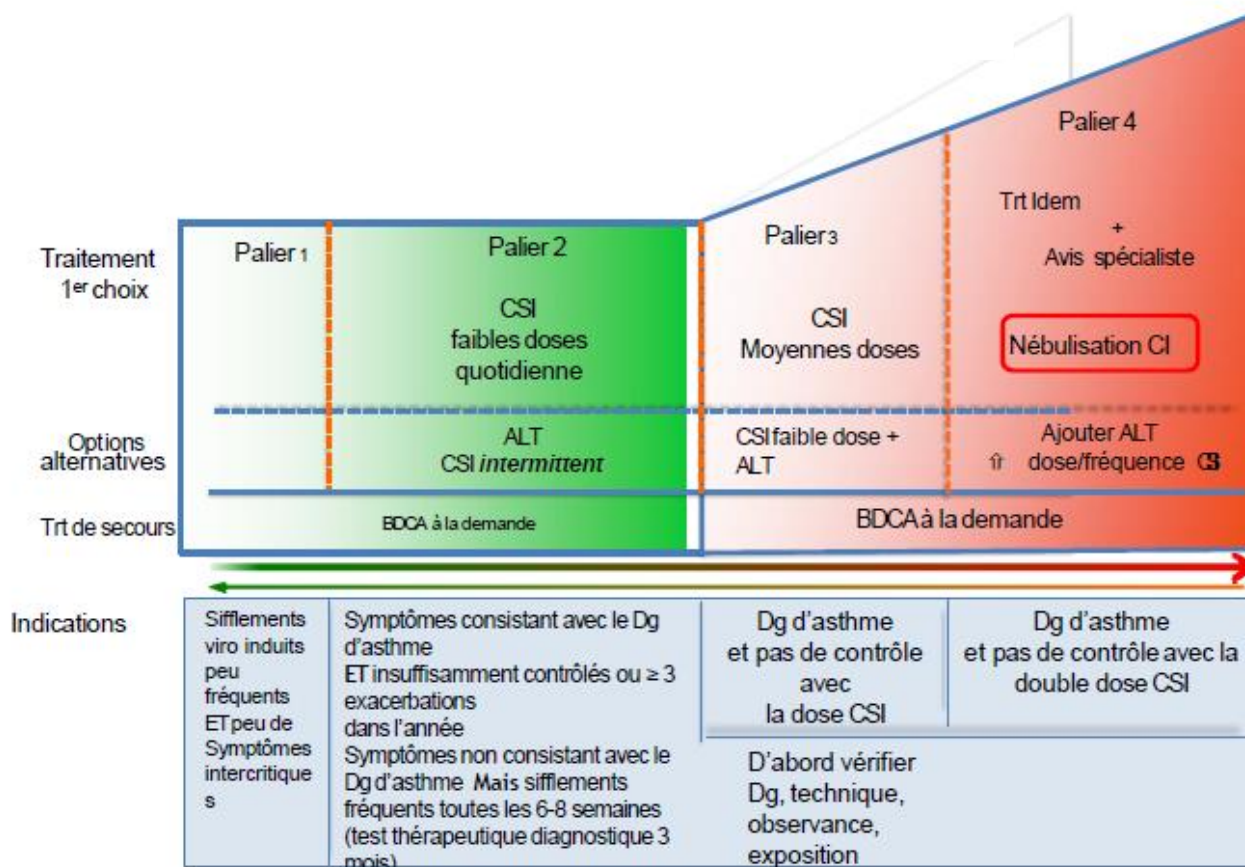 Traitement
1er choix
Palier 1
Palier 2
CSI
faibles doses
quotidienne
Palier 3
CSI
Moyennes doses
Palier 4
Trt Idem
+
Avis spécialiste
Nébulisation CI
Options
alternatives
ALT
CSI intermittent
CSI faible dose +
ALT
Ajouter ALT
⇧ dose/fréquence CSI
Trt de secours
BDCA à la demande
BDCA à la demande
Indications
Sifflements
viro induits
peu
fréquents
ET peu de
Symptômes
intercritique
s
Symptômes consistant avec le Dg
d'asthme
ET insuffisamment contrôlés ou ≥ 3
exacerbations
dans l'année
Symptômes non consistant avec le
Dg d'asthme Mais sifflements
fréquents toutes les 6-8 semaines
(test thérapeutique diagnostique 3
mois)
Dg d'asthme
et pas de contrôle
avec
la dose CSI
Dg d'asthme
et pas de contrôle avec la
double dose CSI
D'abord vérifier
Dg, technique,
observance,
exposition